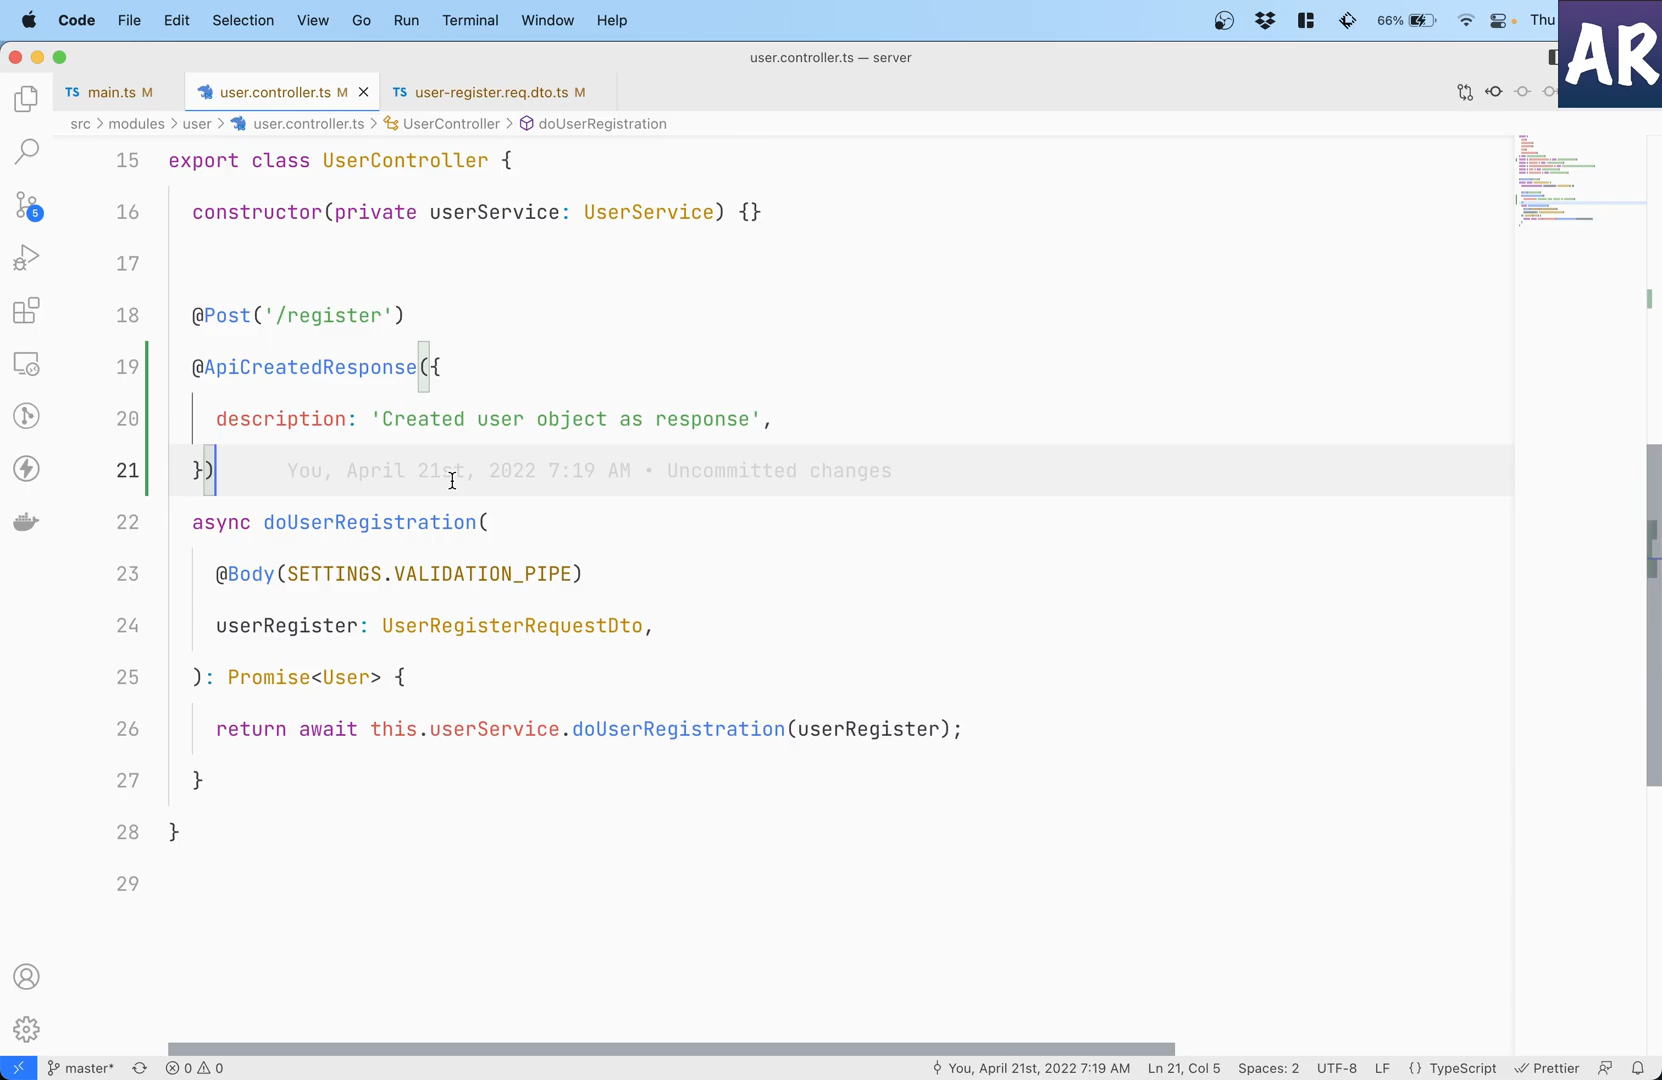 Code File Edit Selection View Go Run Terminal Window Help 66% Thu
AR
user.controller.ts — server
TS main.ts M user.controller.ts M TS user-register.req.dto.ts M
src > modules > user > user.controller.ts > UserController > doUserRegistration
15 export class UserController {
16 constructor(private userService: UserService) {}
17
18 @Post('/register')
19 @ApiCreatedResponse({
20 description: 'Created user object as response',
21 }) You, April 21st, 2022 7:19 AM • Uncommitted changes
22 async doUserRegistration(
23 @Body(SETTINGS.VALIDATION_PIPE)
24 userRegister: UserRegisterRequestDto,
25 ): Promise<User> {
26 return await this.userService.doUserRegistration(userRegister);
27 }
28 }
29
5
master* 0 0 You, April 21st, 2022 7:19 AM Ln 21, Col 5 Spaces: 2 UTF-8 LF {} TypeScript Prettier